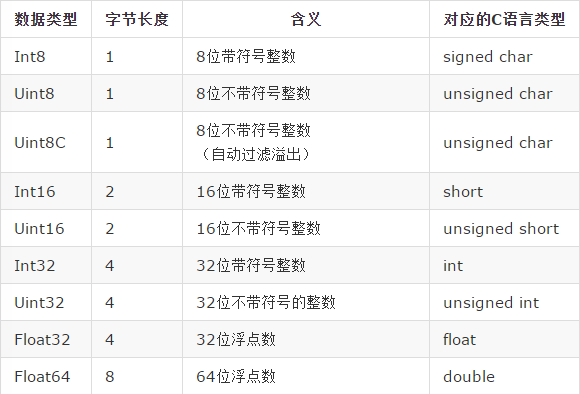 数据类型 字节长度 含义 对应的C语言类型
Int8 1 8位带符号整数 signed char
Uint8 1 8位不带符号整数 unsigned char
Uint8C 1 8位不带符号整数 unsigned char
（自动过滤溢出）
Int16 2 16位带符号整数 short
Uint16 2 16位不带符号整数 unsigned short
Int32 4 32位带符号整数 int
Uint32 4 32位不带符号的整数 unsigned int
Float32 4 32位浮点数 float
Float64 8 64位浮点数 double